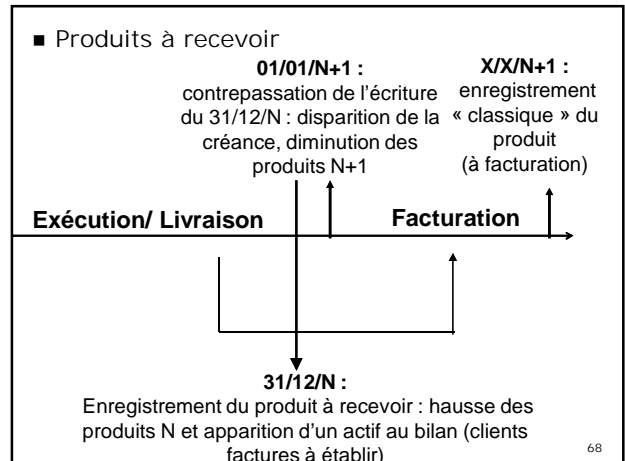 ■ Produits à recevoir
01/01/N+1 :
contrepassation de l'écriture
du 31/12/N : disparition de la
créance, diminution des
produits N+1
X/X/N+1 :
enregistrement
« classique » du
produit
(à facturation)
Exécution/ Livraison
Facturation
31/12/N :
Enregistrement du produit à recevoir : hausse des
produits N et apparition d'un actif au bilan (clients
factures à établir)
68